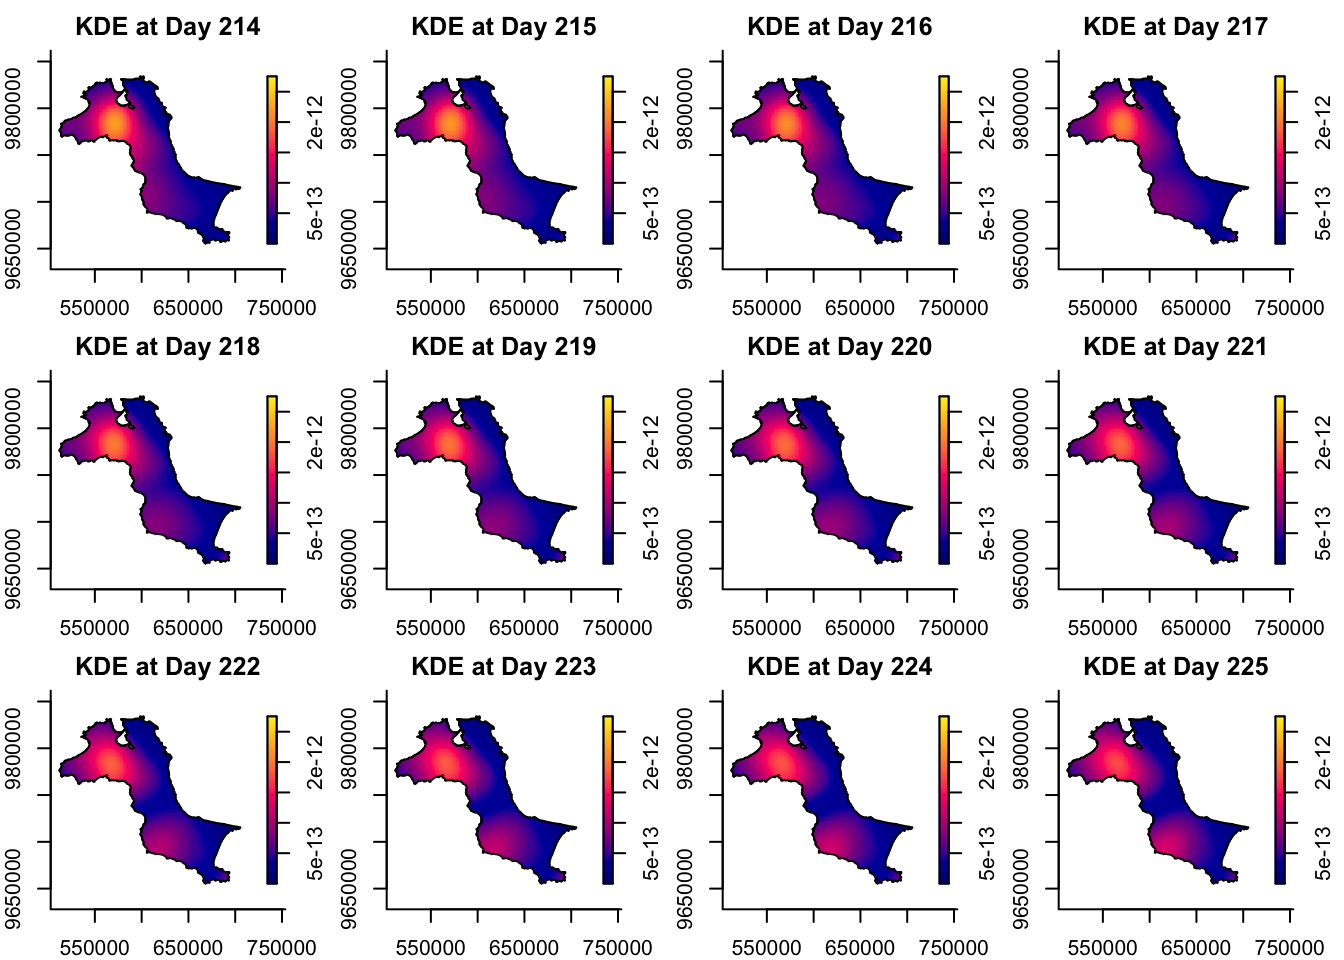 KDE at Day 214
9800000
9650000
2e-12
5e-13
550000 650000 750000
KDE at Day 215
9800000
9650000
2e-12
5e-13
550000 650000 750000
KDE at Day 216
9800000
9650000
2e-12
5e-13
550000 650000 750000
KDE at Day 217
9800000
9650000
2e-12
5e-13
550000 650000 750000
KDE at Day 218
9800000
9650000
2e-12
5e-13
550000 650000 750000
KDE at Day 219
9800000
9650000
2e-12
5e-13
550000 650000 750000
KDE at Day 220
9800000
9650000
2e-12
5e-13
550000 650000 750000
KDE at Day 221
9800000
9650000
2e-12
5e-13
550000 650000 750000
KDE at Day 222
9800000
9650000
2e-12
5e-13
550000 650000 750000
KDE at Day 223
9800000
9650000
2e-12
5e-13
550000 650000 750000
KDE at Day 224
9800000
9650000
2e-12
5e-13
550000 650000 750000
KDE at Day 225
9800000
9650000
2e-12
5e-13
550000 650000 750000